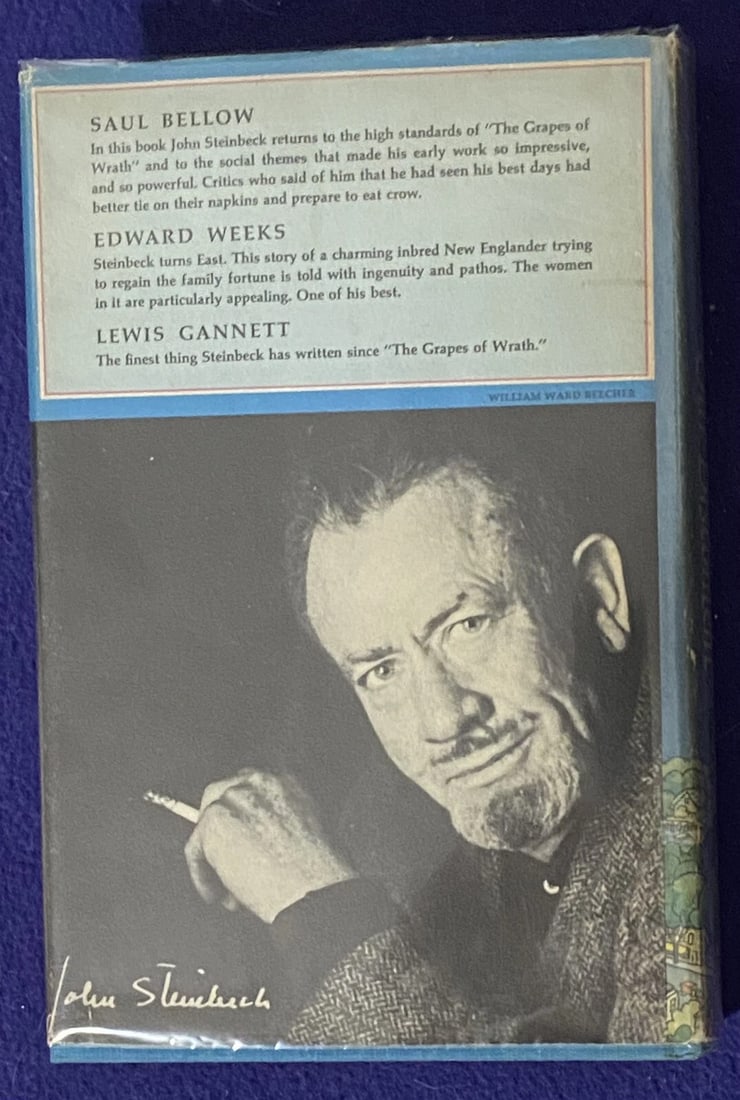 SAUL BELLOW
In this book John Steinbeck returns to the high standards of "The Grapes of
Wrath" and to the social themes that made his early work so impressive,
and so powerful. Critics who said of him that he had seen his best days had
better tie on their napkins and prepare to eat crow.
EDWARD WEEKS
Steinbeck turns East. This story of a charming inbred New Englander trying
to regain the family fortune is told with ingenuity and pathos. The women
in it are particularly appealing. One of his best.
LEWIS GANNETT
The finest thing Steinbeck has written since "The Grapes of Wrath."
WILLIAM WARD BEECHER
John Steinbeck